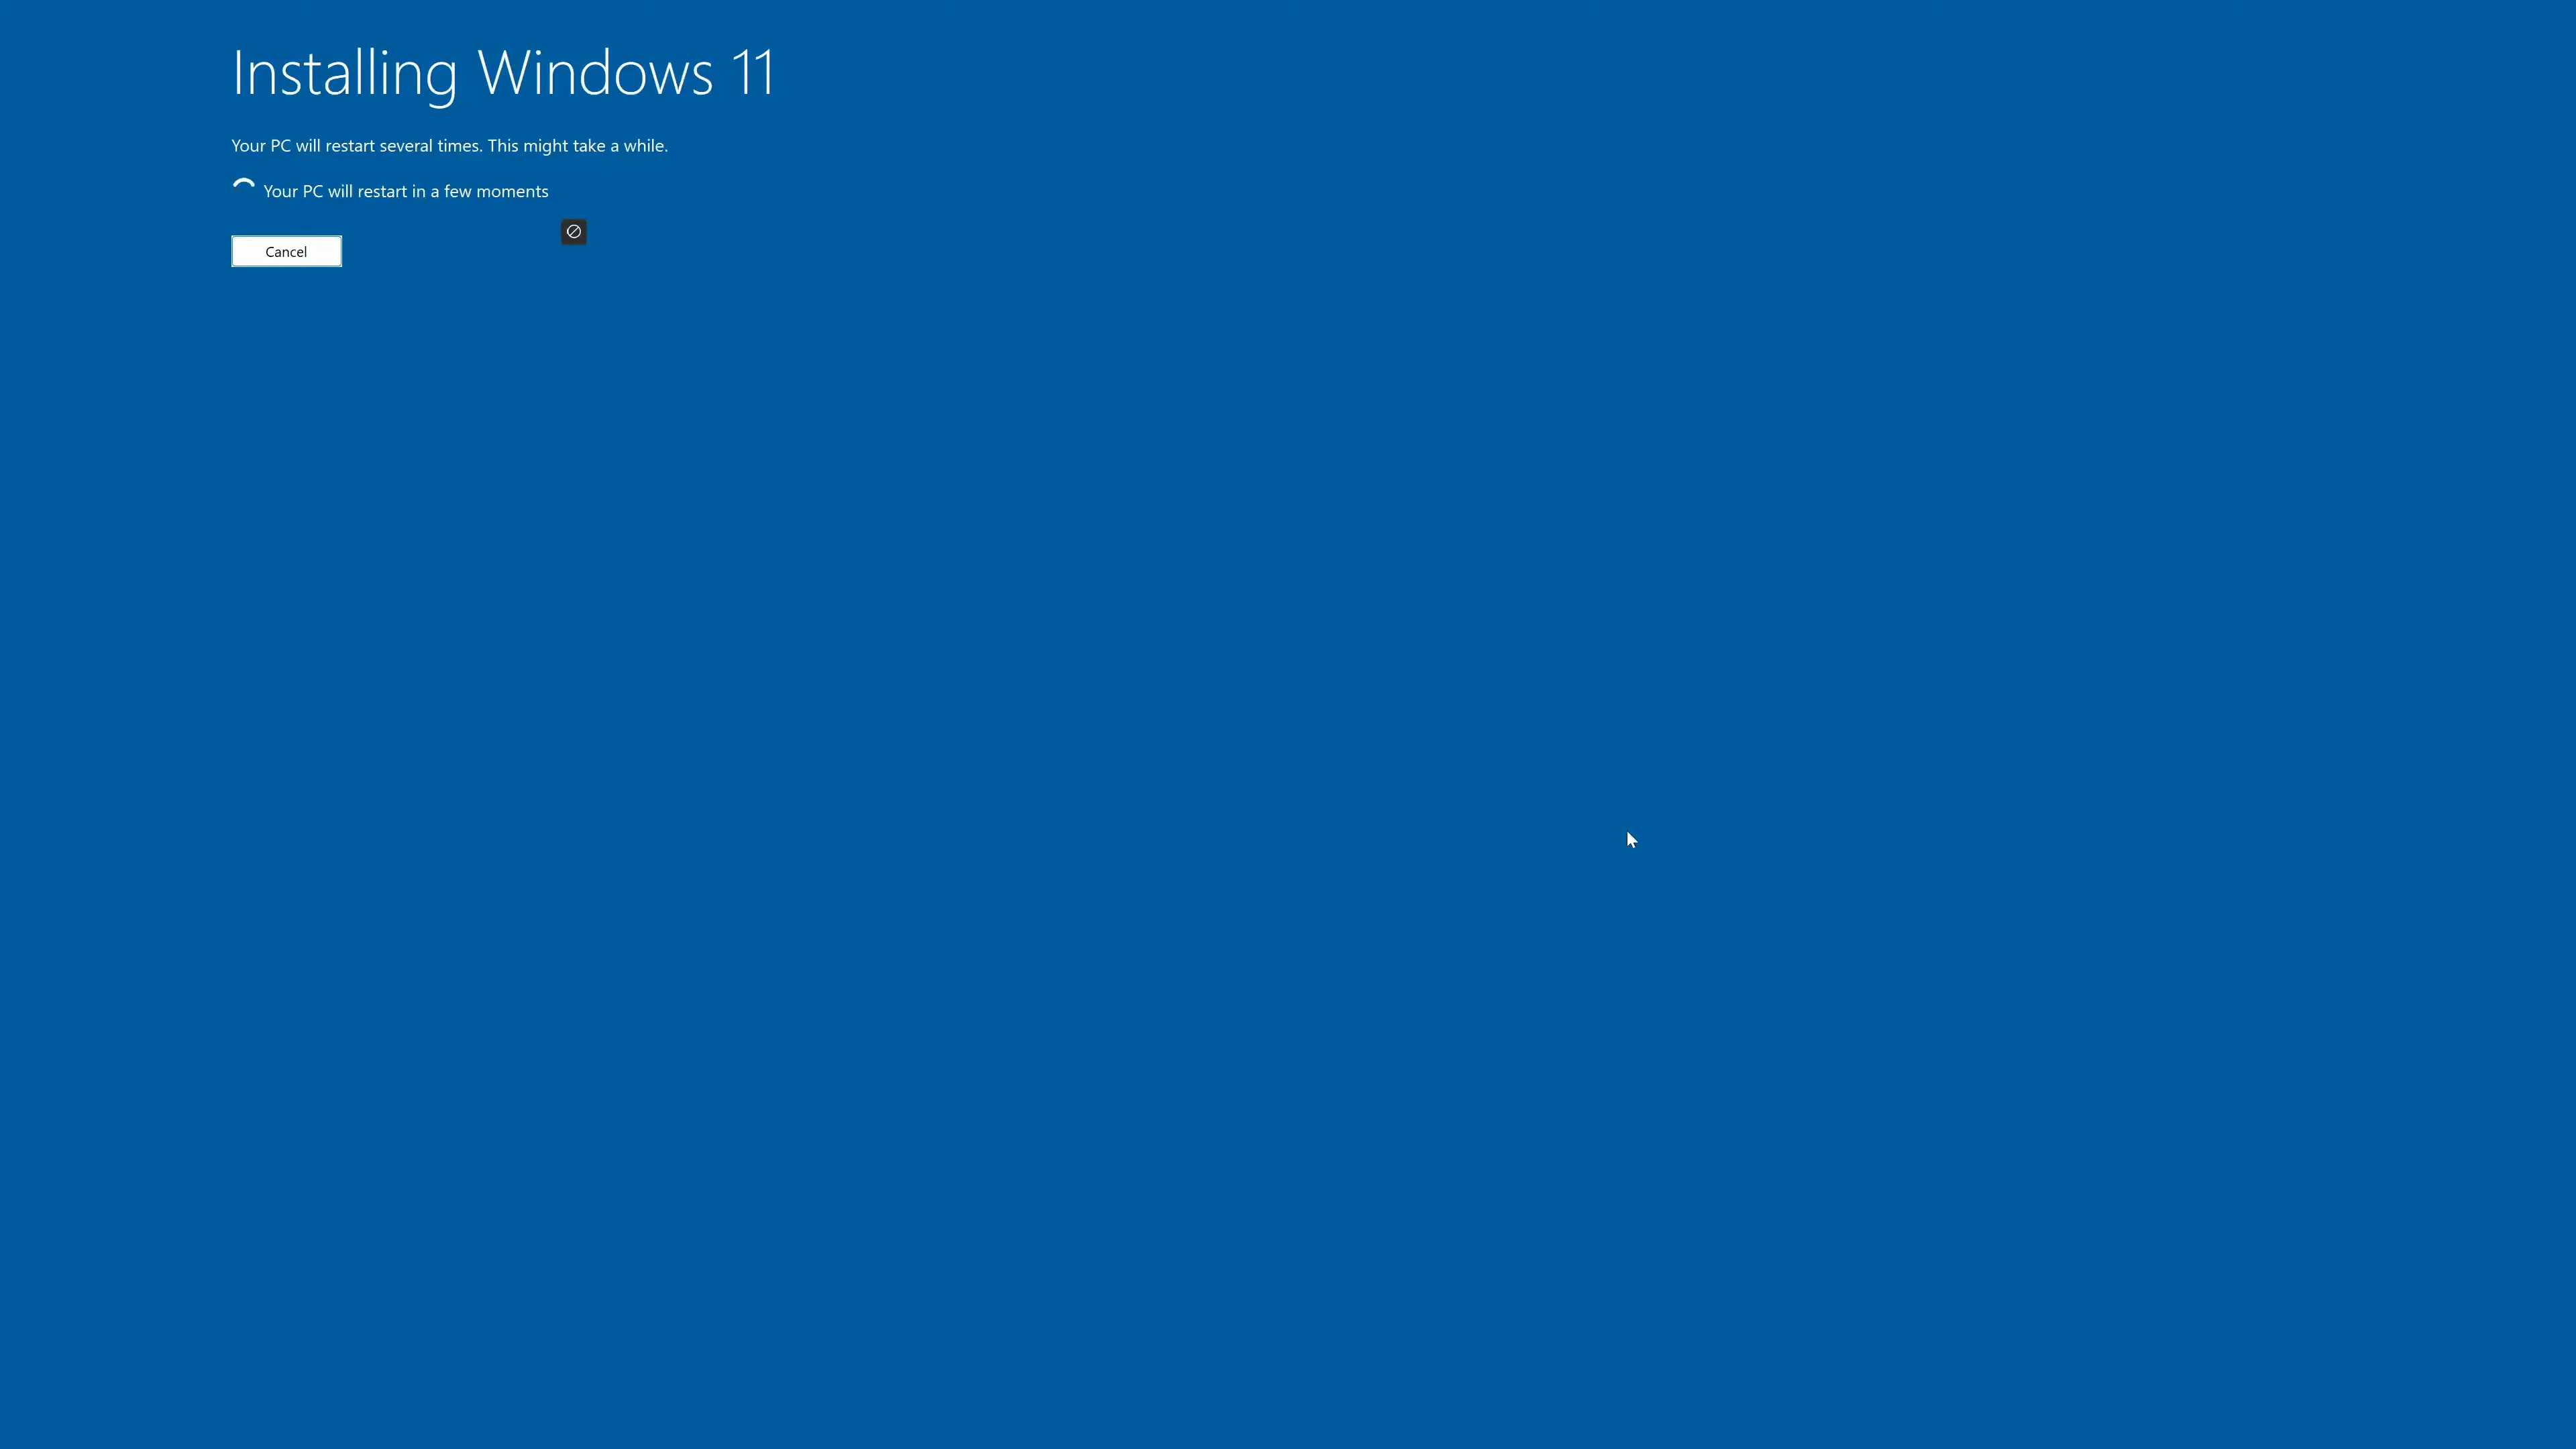 Installing Windows 11
Your PC will restart several times. This might take a while.
Your PC will restart in a few moments
Cancel